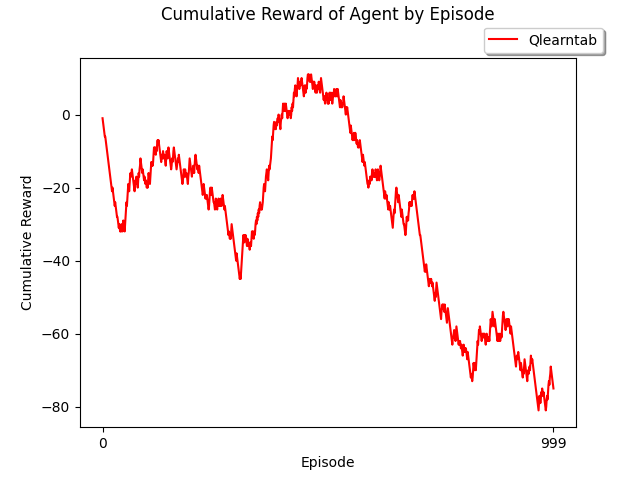 Cumulative Reward of Agent by Episode
Qlearntab
0
−20
−40
−60
−80
Cumulative Reward
0
999
Episode